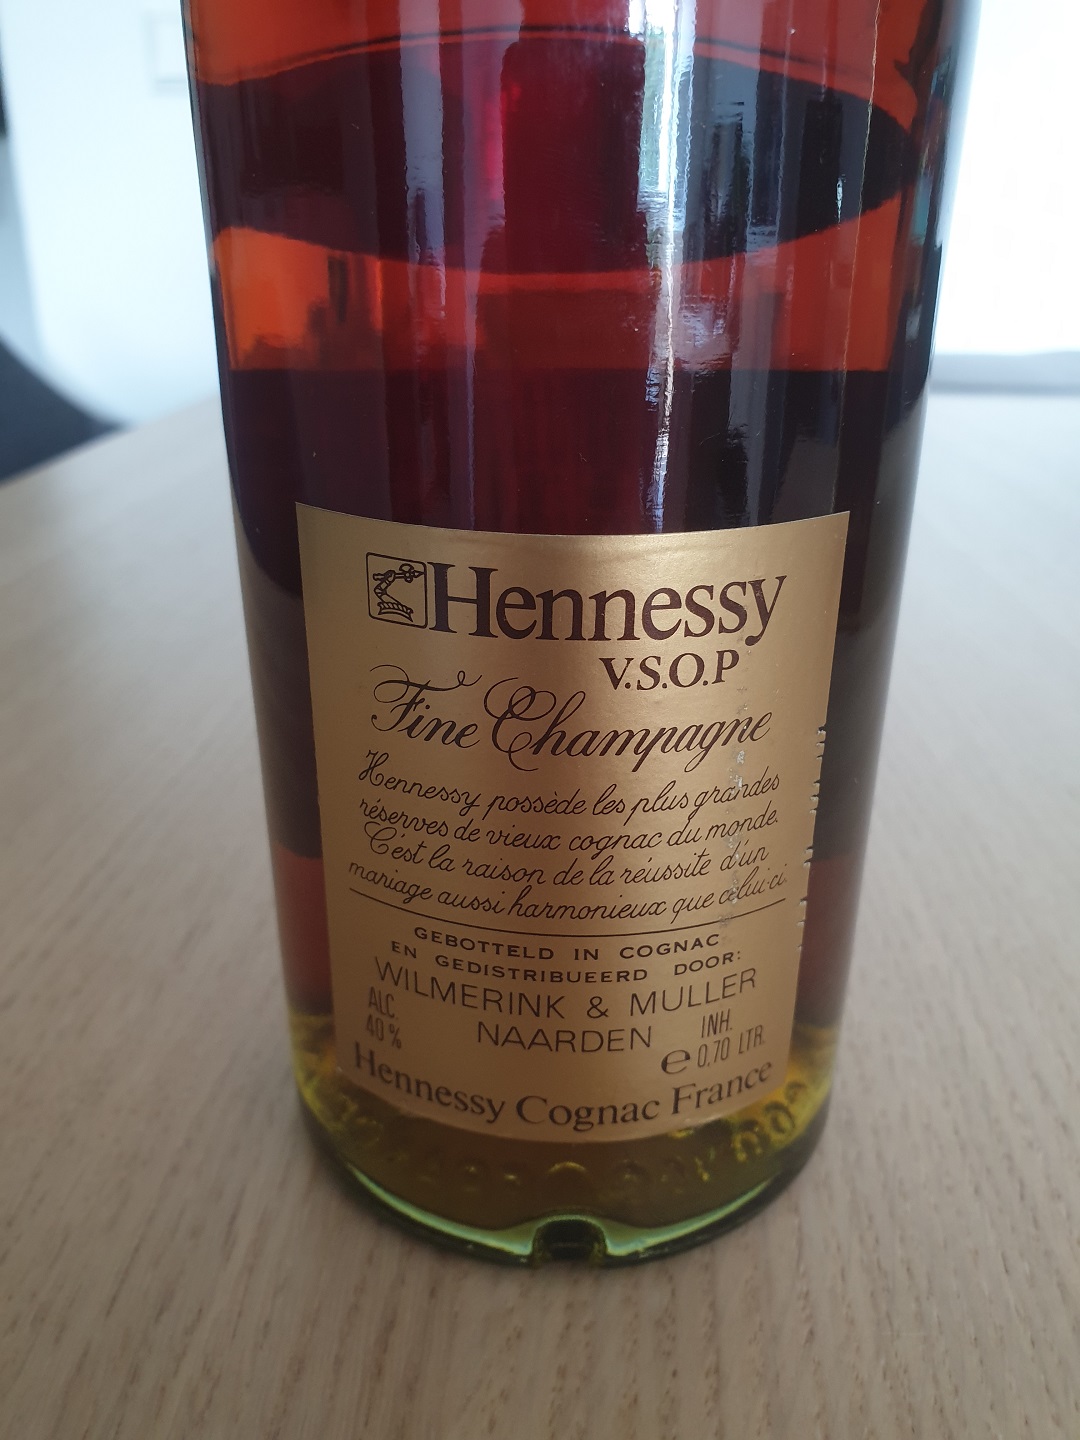 Hennessy
V.S.O.P
Fine Champagne
Hennessy possède les plus grandes
réserves de vieux cognac du monde.
C'est la raison de la réussite d'un
mariage aussi harmonieux que celui-ci.
GEBOTTELD IN COGNAC
EN GEDISTRIBUEERD DOOR:
WILMERINK & MULLER
NAARDEN
ALC
40%
INH.
e 0,70 LTR.
Hennessy Cognac France